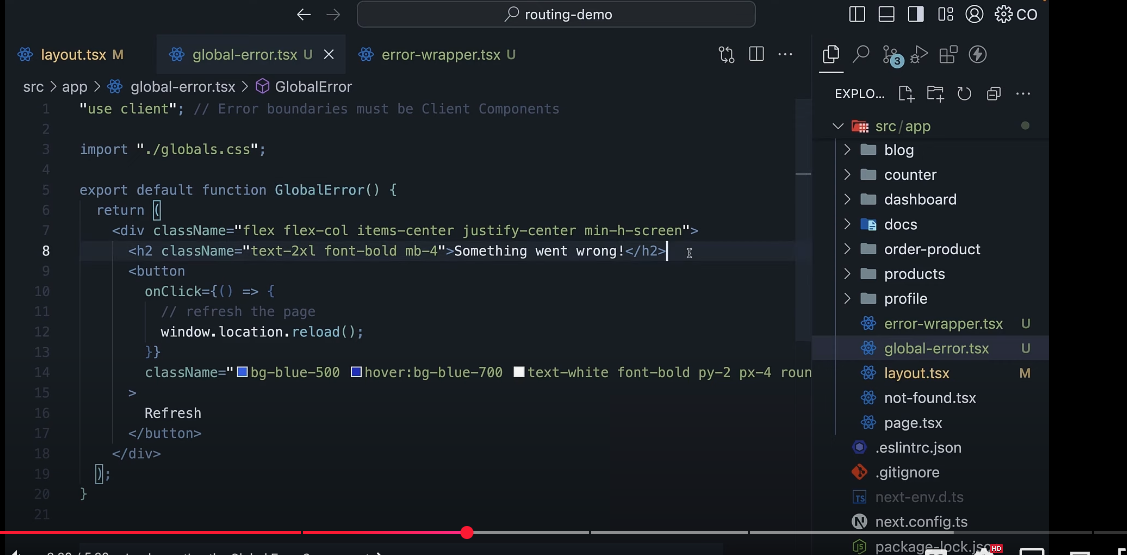 routing-demo
CO
layout.tsx M
global-error.tsx U
error-wrapper.tsx U
src > app > global-error.tsx > GlobalError
1 "use client"; // Error boundaries must be Client Components
2
3 import "./globals.css";
4
5 export default function GlobalError() {
6 return (
7 <div className="flex flex-col items-center justify-center min-h-screen">
8 <h2 className="text-2xl font-bold mb-4">Something went wrong!</h2>
9 <button
10 onClick={() => {
11 // refresh the page
12 window.location.reload();
13 }}
14 className="bg-blue-500 hover:bg-blue-700 text-white font-bold py-2 px-4 roun
15 >
16 Refresh
17 </button>
18 </div>
19 );
20 }
21
3
EXPLO...
src/app
blog
counter
dashboard
docs
order-product
products
profile
error-wrapper.tsx U
global-error.tsx U
layout.tsx M
not-found.tsx
page.tsx
.eslintrc.json
.gitignore
TS next-env.d.ts
next.config.ts
package-lock.json
HD